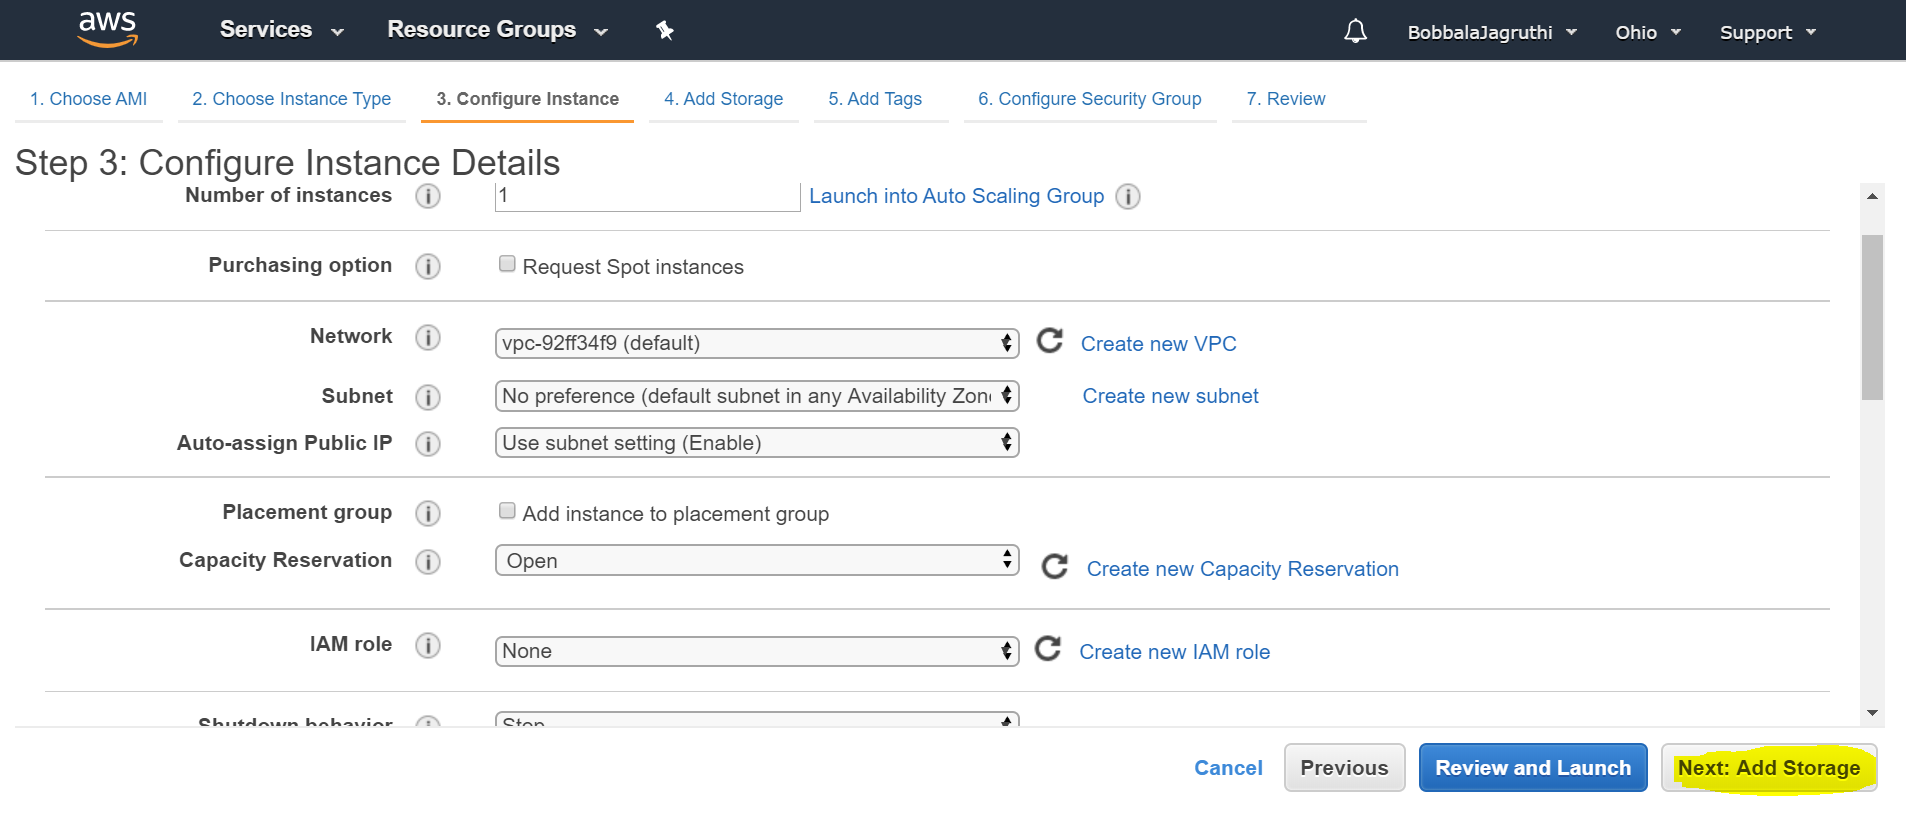 aws Services Resource Groups BobbalaJagruthi Ohio Support
1. Choose AMI 2. Choose Instance Type 3. Configure Instance 4. Add Storage 5. Add Tags 6. Configure Security Group 7. Review
Step 3: Configure Instance Details
Number of instances i 1 Launch into Auto Scaling Group i
Purchasing option i Request Spot instances
Network i vpc-92ff34f9 (default) Create new VPC
Subnet i No preference (default subnet in any Availability Zone Create new subnet
Auto-assign Public IP i Use subnet setting (Enable)
Placement group i Add instance to placement group
Capacity Reservation i Open Create new Capacity Reservation
IAM role i None Create new IAM role
Shutdown behavior i Stop
Cancel Previous Review and Launch Next: Add Storage